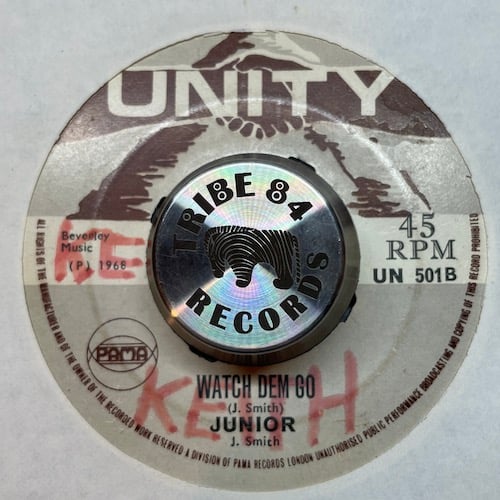 UNITY
TRIBE 84
RECORDS
Beverley
Music
(P) 1968
45
RPM
UN 501B
PAMA
WATCH DEM GO
(J. Smith)
JUNIOR
J. Smith
KEITH
ALL RIGHTS OF THE MANUFACTURER AND OF THE OWNER OF THE RECORDED WORK RESERVED A DIVISION OF PAMA RECORDS LONDON UNAUTHORISED PUBLIC PERFORMANCE BROADCASTING AND COPYING OF THIS RECORD PROHIBITED